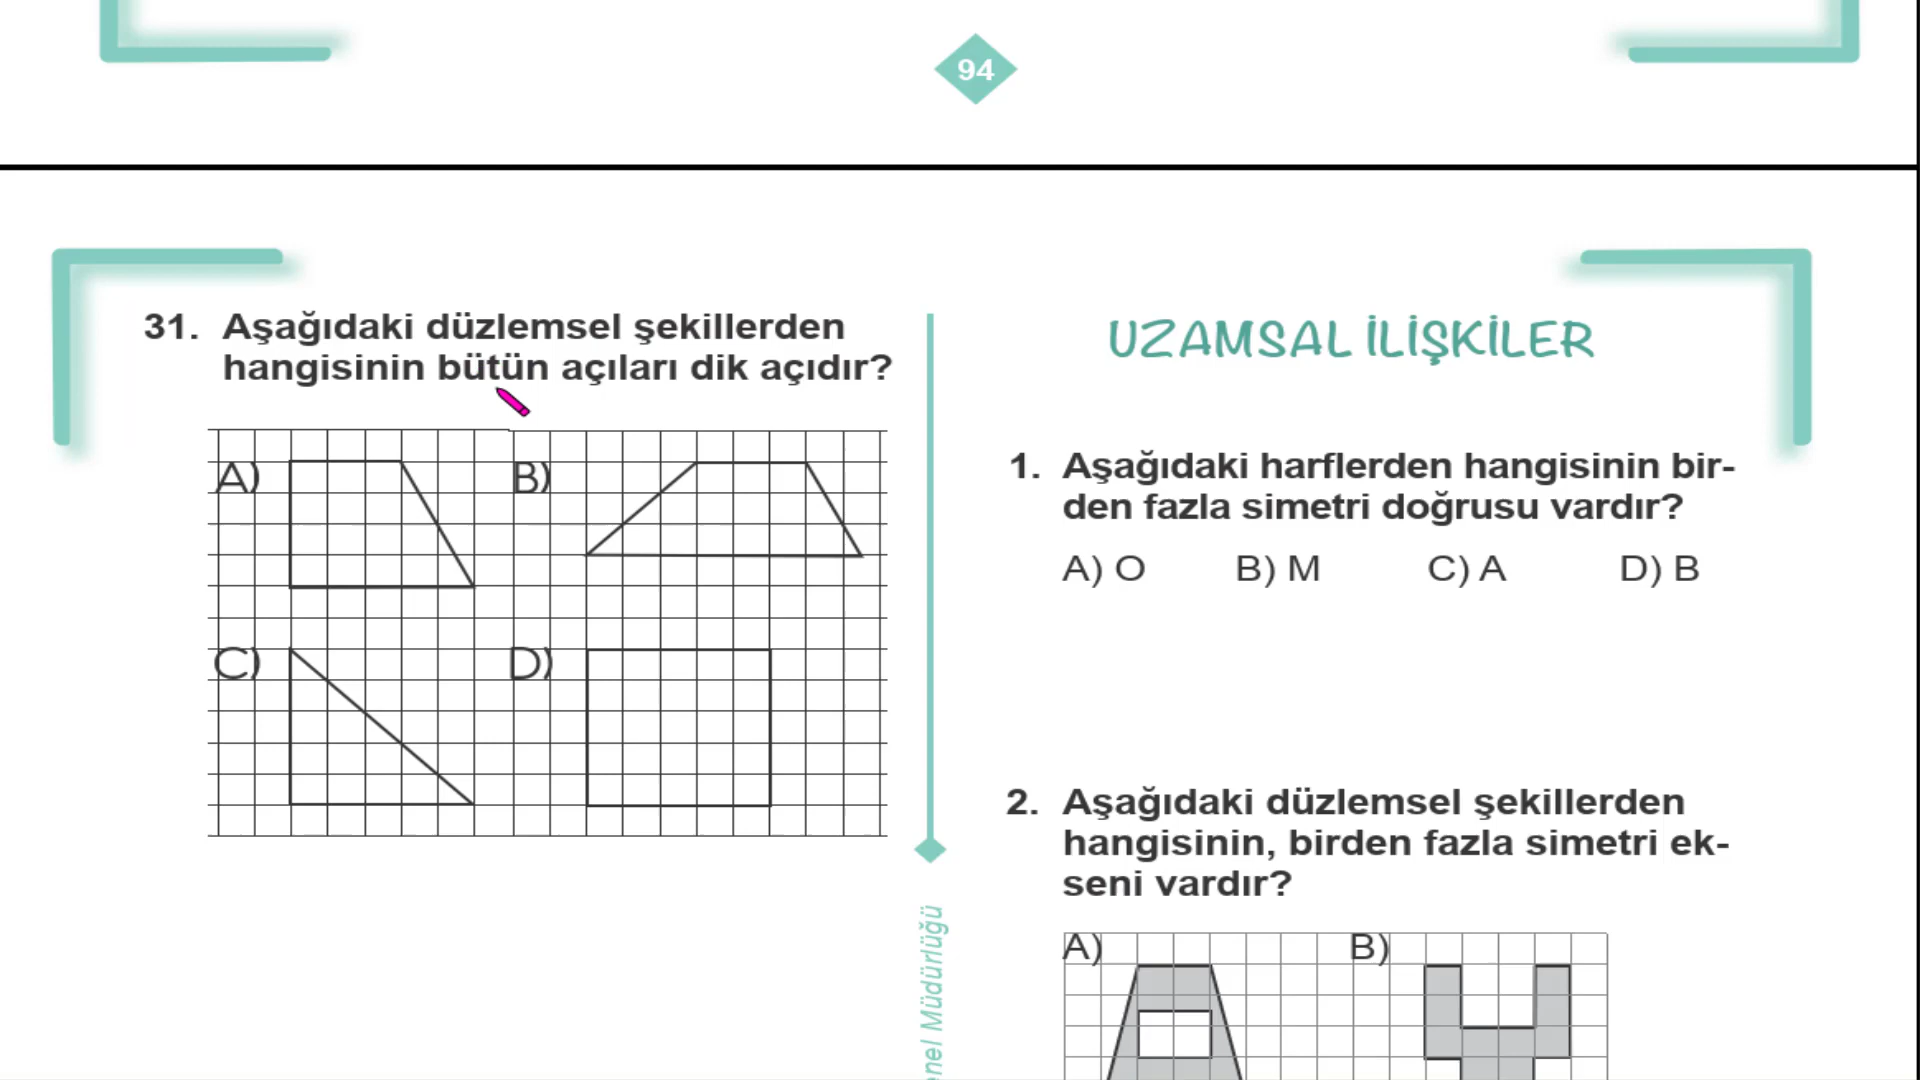 94
31. Aşağıdaki düzlemsel şekillerden
hangisinin bütün açıları dik açıdır?
A)
B)
C)
D)
nel Müdürlüğü
UZAMSAL İLİŞKİLER
1. Aşağıdaki harflerden hangisinin bir-
den fazla simetri doğrusu vardır?
A) O B) M C) A D) B
2. Aşağıdaki düzlemsel şekillerden
hangisinin, birden fazla simetri ek-
seni vardır?
A)
B)